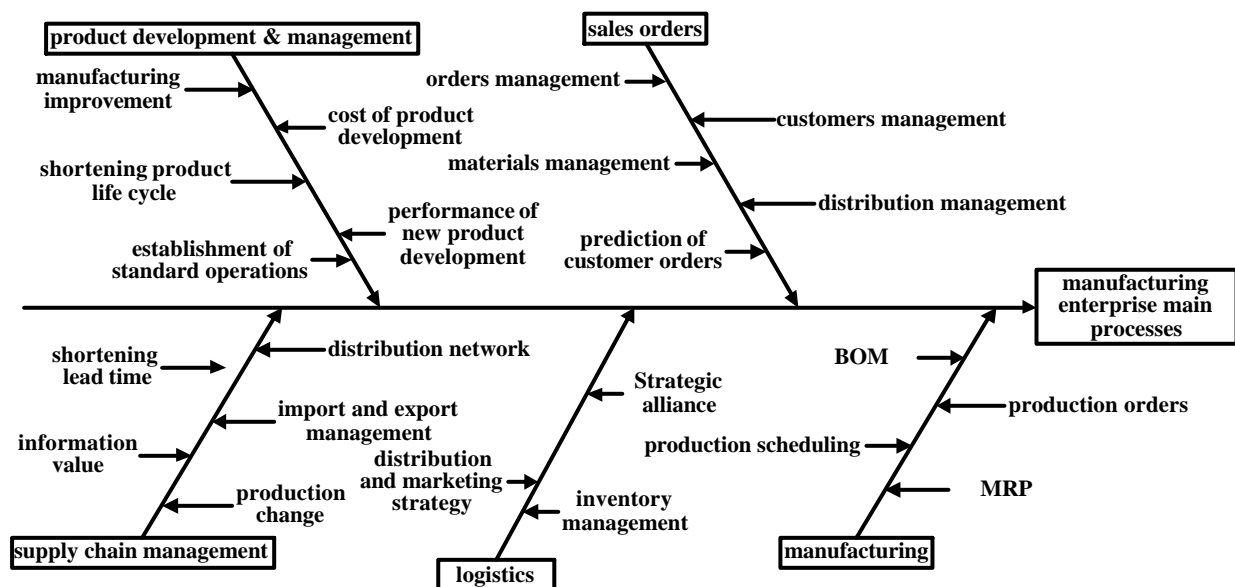 product development & management
sales orders
manufacturing
improvement
orders management
cost of product
development
customers management
materials management
shortening product
life cycle
distribution management
performance of
new product
development
establishment of
standard operations
prediction of
customer orders
manufacturing
enterprise main
processes
shortening
lead time
distribution network
BOM
Strategic
alliance
import and export
management
production orders
information
value
distribution
and marketing
strategy
production scheduling
production
change
inventory
management
MRP
supply chain management
logistics
manufacturing